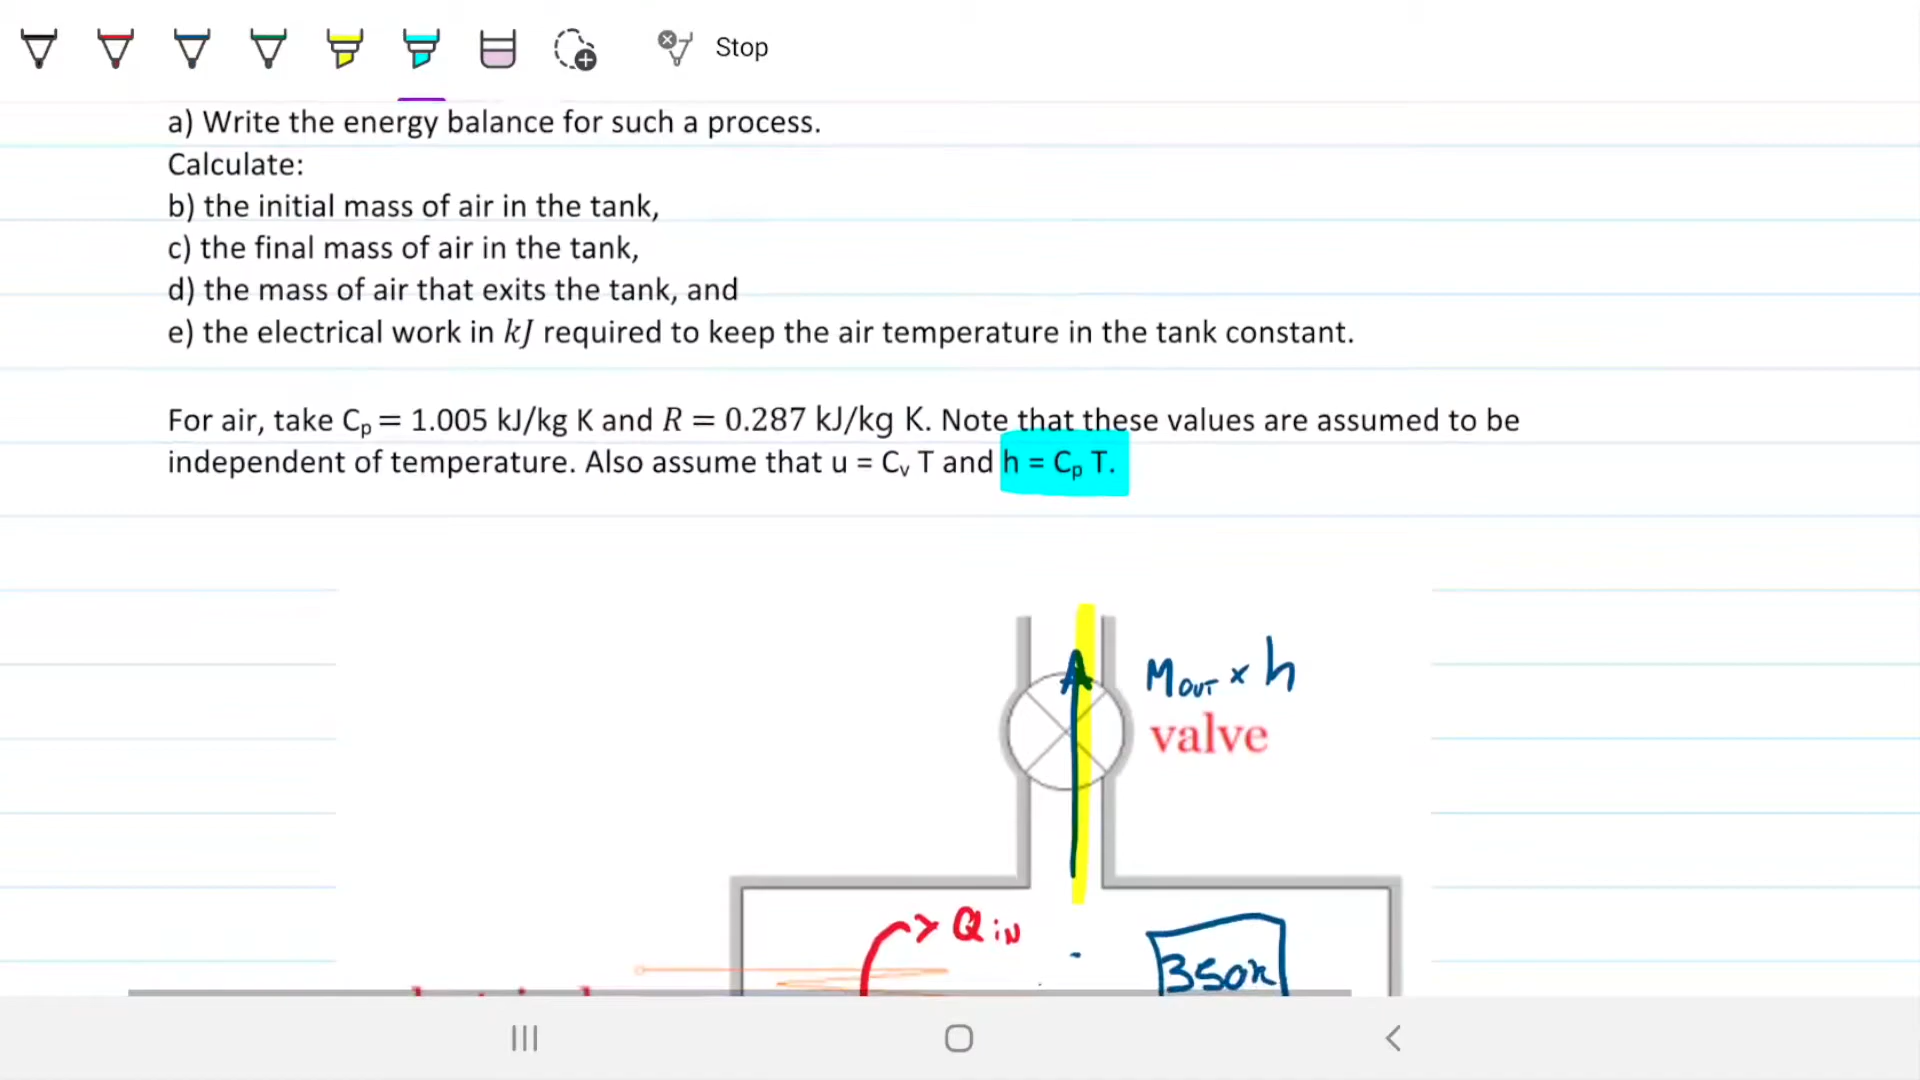 Stop
a) Write the energy balance for such a process.
Calculate:
b) the initial mass of air in the tank,
c) the final mass of air in the tank,
d) the mass of air that exits the tank, and
e) the electrical work in kJ required to keep the air temperature in the tank constant.
For air, take Cₚ = 1.005 kJ/kg K and R = 0.287 kJ/kg K. Note that these values are assumed to be
independent of temperature. Also assume that u = Cᵥ T and h = Cₚ T.
MOUT × h
valve
QiN
350K